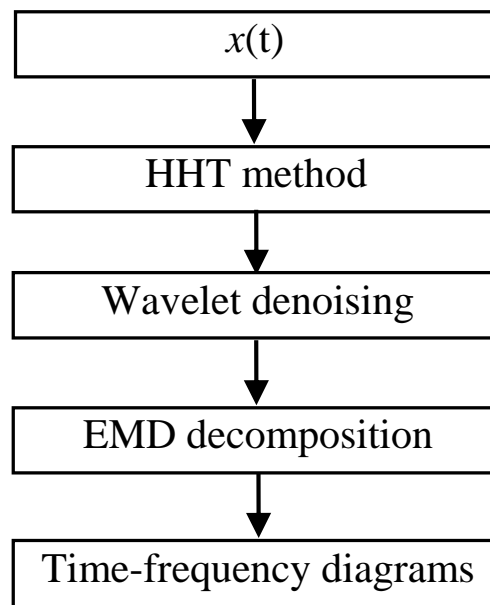 x(t)
HHT method
Wavelet denoising
EMD decomposition
Time-frequency diagrams